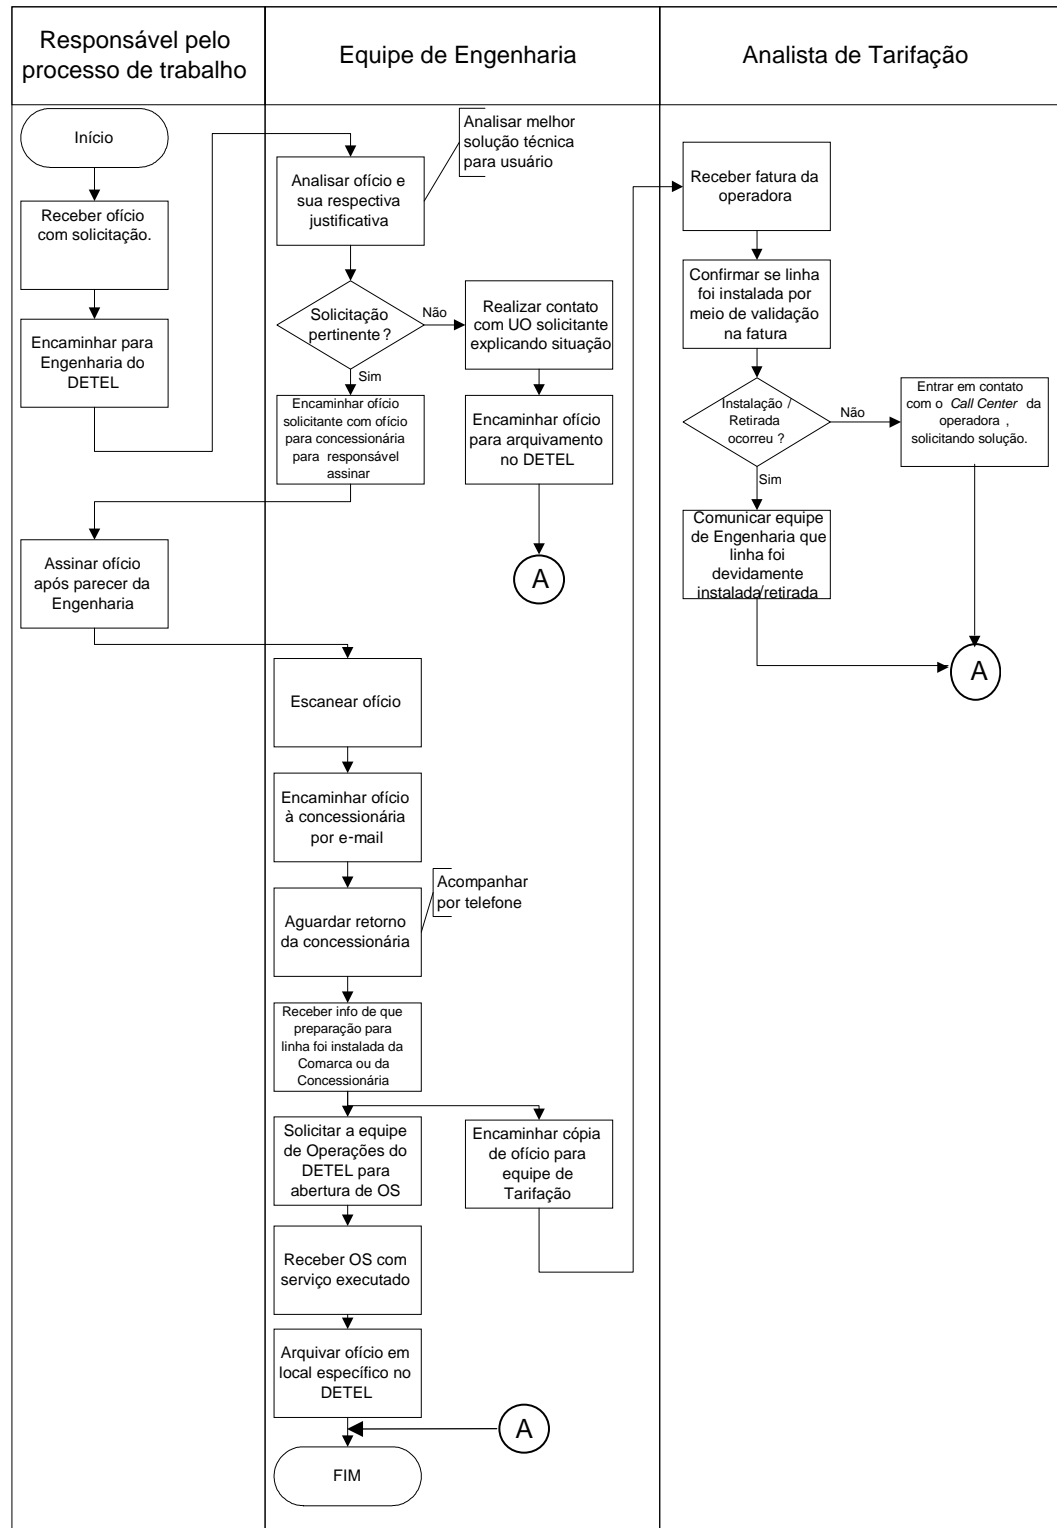 Responsável pelo
processo de trabalho
Equipe de Engenharia
Analista de Tarifação
Início
Receber ofício
com solicitação.
Encaminhar para
Engenharia do
DETEL
Assinar ofício
após parecer da
Engenharia
Analisar melhor
solução técnica
para usuário
Analisar ofício e
sua respectiva
justificativa
Solicitação
pertinente ?
Não
Sim
Realizar contato
com UO solicitante
explicando situação
Encaminhar ofício
solicitante com ofício
para concessionária
para responsável
assinar
Encaminhar ofício
para arquivamento
no DETEL
A
Escanear ofício
Encaminhar ofício
à concessionária
por e-mail
Acompanhar
por telefone
Aguardar retorno
da concessionária
Receber info de que
preparação para
linha foi instalada da
Comarca ou da
Concessionária
Solicitar a equipe
de Operações do
DETEL para
abertura de OS
Encaminhar cópia
de ofício para
equipe de
Tarifação
Receber OS com
serviço executado
Arquivar ofício em
local específico no
DETEL
A
FIM
Receber fatura da
operadora
Confirmar se linha
foi instalada por
meio de validação
na fatura
Instalação /
Retirada
ocorreu ?
Não
Sim
Entrar em contato
com o Call Center da
operadora ,
solicitando solução.
Comunicar equipe
de Engenharia que
linha foi
devidamente
instalada/retirada
A